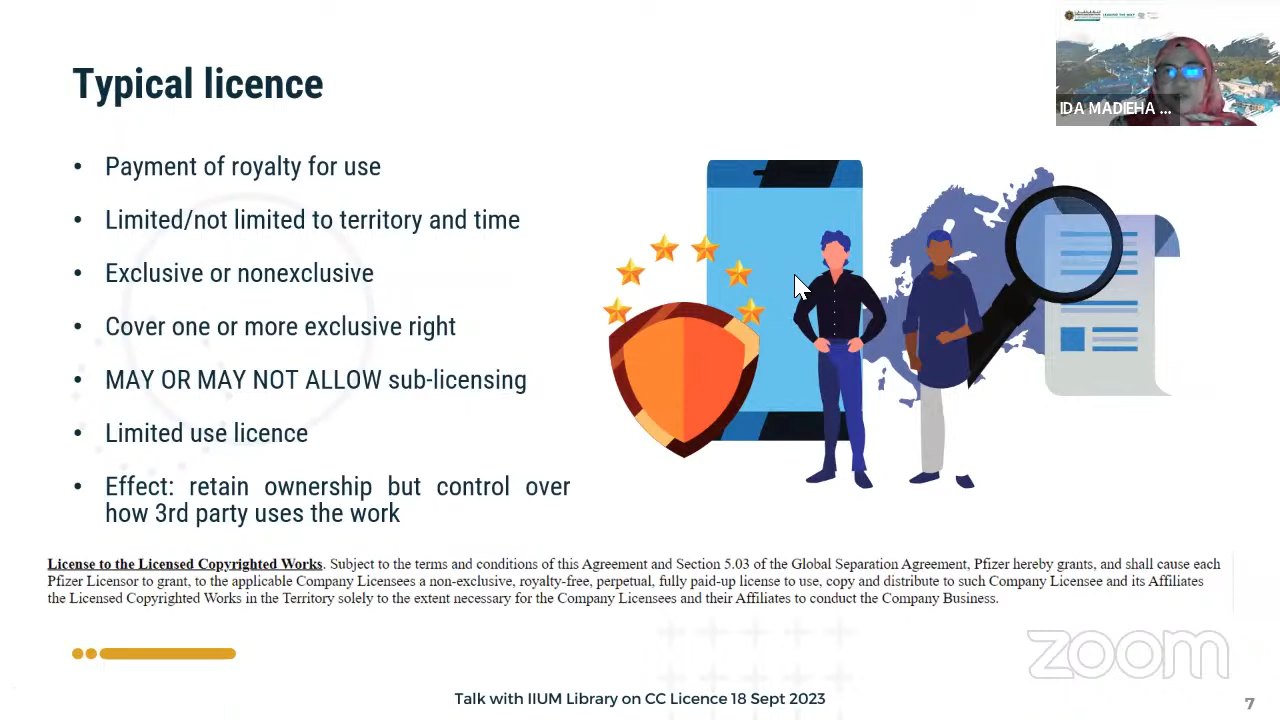 Typical licence
IDA MADIEHA ...
• Payment of royalty for use
• Limited/not limited to territory and time
• Exclusive or nonexclusive
• Cover one or more exclusive right
• MAY OR MAY NOT ALLOW sub-licensing
• Limited use licence
• Effect: retain ownership but control over
how 3rd party uses the work
License to the Licensed Copyrighted Works. Subject to the terms and conditions of this Agreement and Section 5.03 of the Global Separation Agreement, Pfizer hereby grants, and shall cause each
Pfizer Licensor to grant, to the applicable Company Licensees a non-exclusive, royalty-free, perpetual, fully paid-up license to use, copy and distribute to such Company Licensee and its Affiliates
the Licensed Copyrighted Works in the Territory solely to the extent necessary for the Company Licensees and their Affiliates to conduct the Company Business.
zoom
Talk with IIUM Library on CC Licence 18 Sept 2023
7